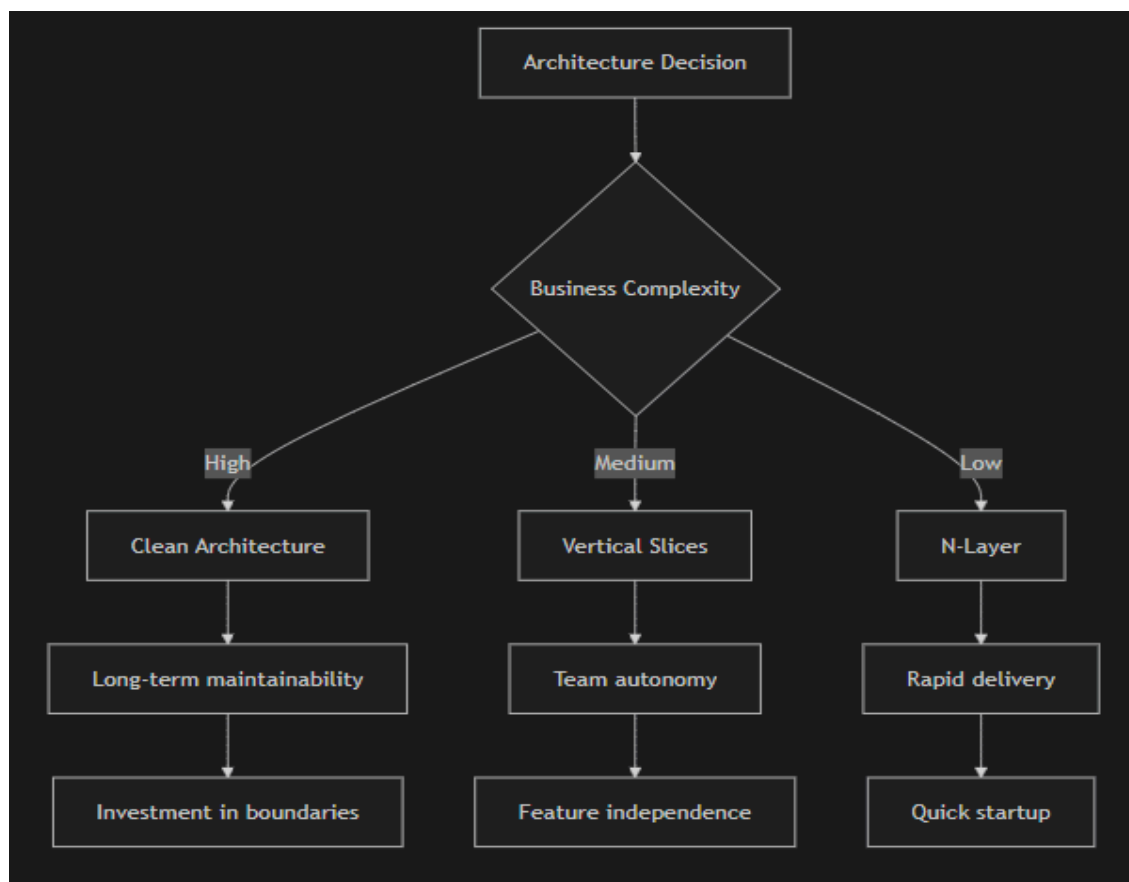 Architecture Decision
Business Complexity
High
Medium
Low
Clean Architecture
Vertical Slices
N-Layer
Long-term maintainability
Team autonomy
Rapid delivery
Investment in boundaries
Feature independence
Quick startup